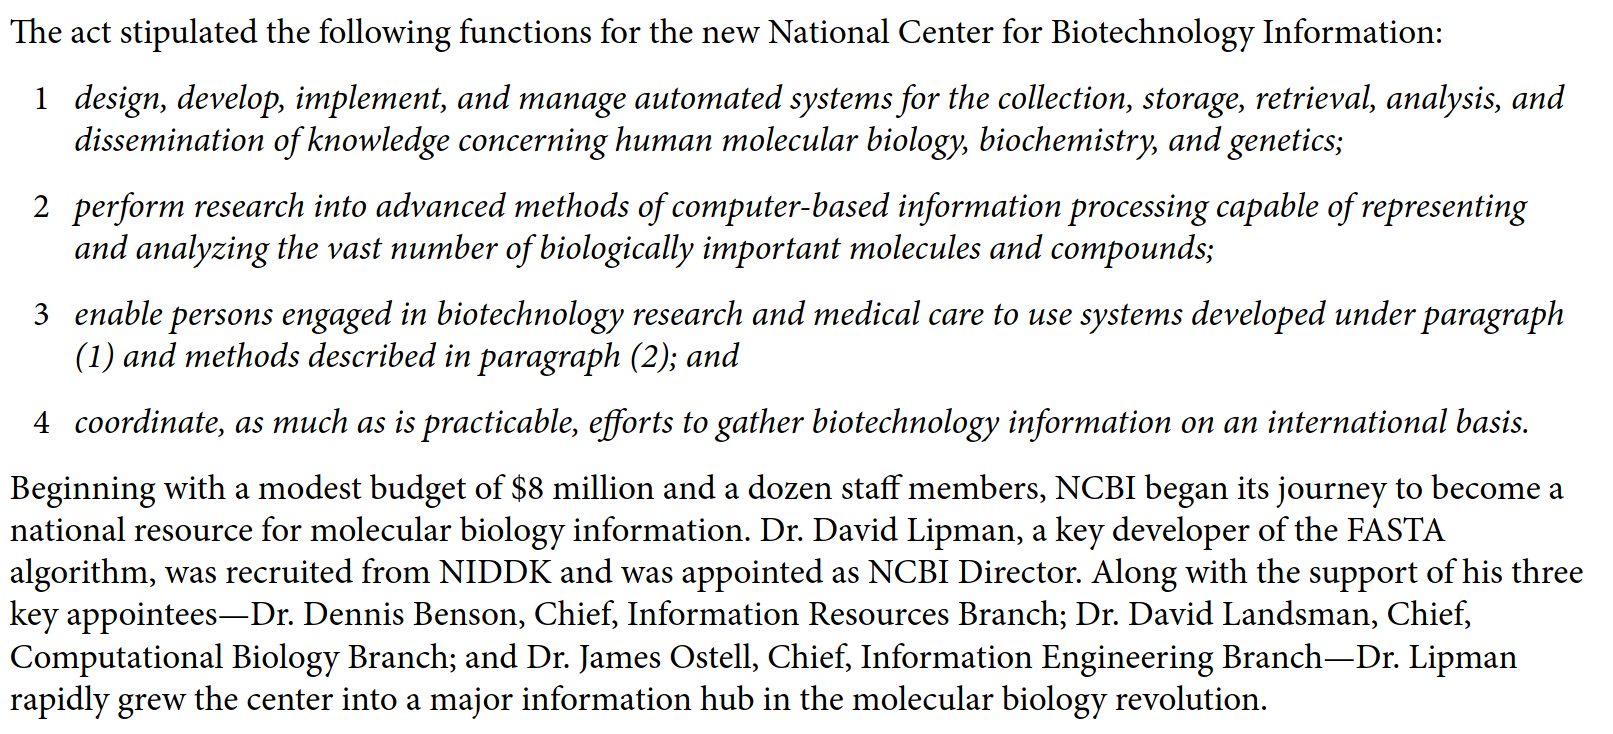 The act stipulated the following functions for the new National Center for Biotechnology Information:
1 design, develop, implement, and manage automated systems for the collection, storage, retrieval, analysis, and
dissemination of knowledge concerning human molecular biology, biochemistry, and genetics;
2 perform research into advanced methods of computer-based information processing capable of representing
and analyzing the vast number of biologically important molecules and compounds;
3 enable persons engaged in biotechnology research and medical care to use systems developed under paragraph
(1) and methods described in paragraph (2); and
4 coordinate, as much as is practicable, efforts to gather biotechnology information on an international basis.
Beginning with a modest budget of $8 million and a dozen staff members, NCBI began its journey to become a
national resource for molecular biology information. Dr. David Lipman, a key developer of the FASTA
algorithm, was recruited from NIDDK and was appointed as NCBI Director. Along with the support of his three
key appointees—Dr. Dennis Benson, Chief, Information Resources Branch; Dr. David Landsman, Chief,
Computational Biology Branch; and Dr. James Ostell, Chief, Information Engineering Branch—Dr. Lipman
rapidly grew the center into a major information hub in the molecular biology revolution.